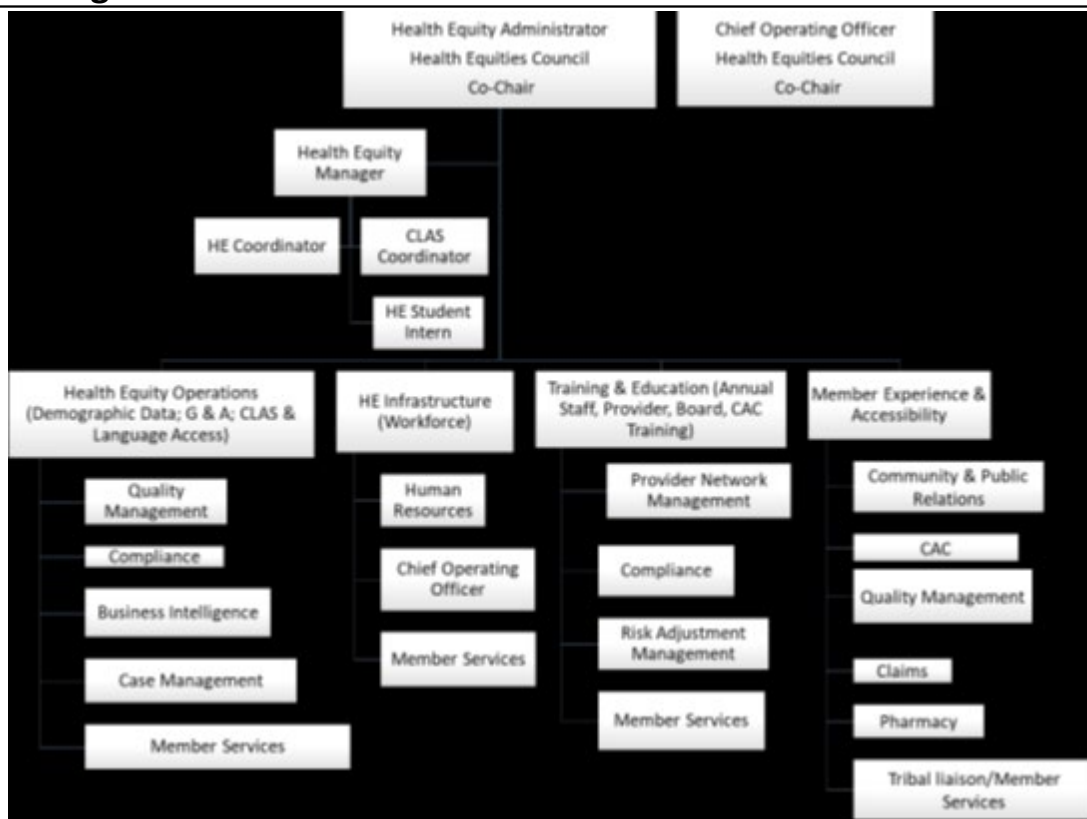 Health Equity Administrator
Health Equities Council
Co-Chair
Chief Operating Officer
Health Equities Council
Co-Chair
Health Equity
Manager
HE Coordinator
CLAS
Coordinator
HE Student
Intern
Health Equity Operations
(Demographic Data; G & A; CLAS &
Language Access)
Quality
Management
Compliance
Business Intelligence
Case Management
Member Services
HE Infrastructure
(Workforce)
Human
Resources
Chief Operating
Officer
Member Services
Training & Education (Annual
Staff, Provider, Board, CAC
Training)
Provider Network
Management
Compliance
Risk Adjustment
Management
Member Services
Member Experience &
Accessibility
Community & Public
Relations
CAC
Quality Management
Claims
Pharmacy
Tribal liaison/Member
Services